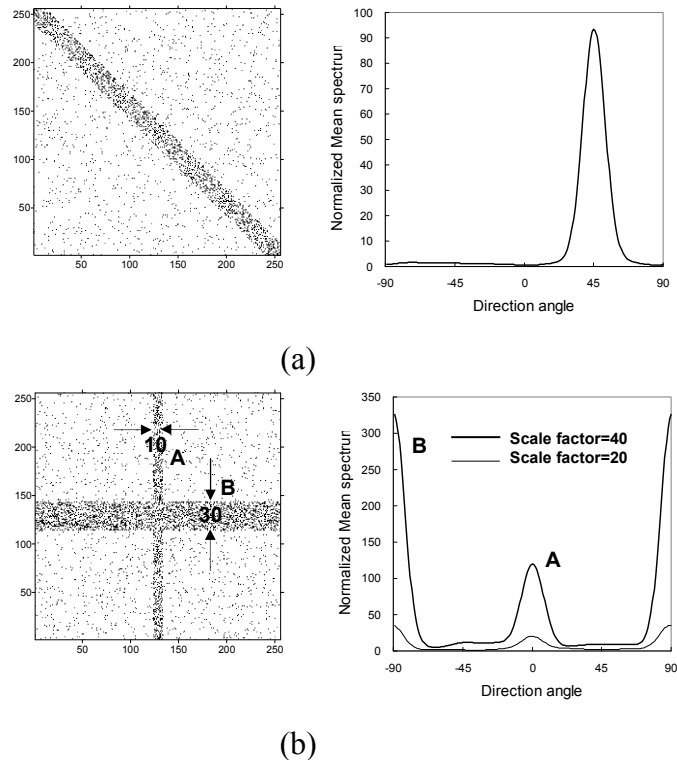 250
200
150
100
50
50 100 150 200 250
Normalized Mean spectrun
100
90
80
70
60
50
40
30
20
10
0
-90 -45 0 45 90
Direction angle
(a)
250
200
150
100
50
50 100 150 200 250
10
A
B
30
Normalized Mean spectrun
350
300
250
200
150
100
50
0
B
Scale factor=40
Scale factor=20
A
-90 -45 0 45 90
Direction angle
(b)